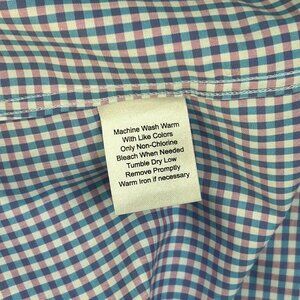 Machine Wash Warm
With Like Colors
Only Non-Chlorine
Bleach When Needed
Tumble Dry Low
Remove Promptly
Warm Iron if necessary